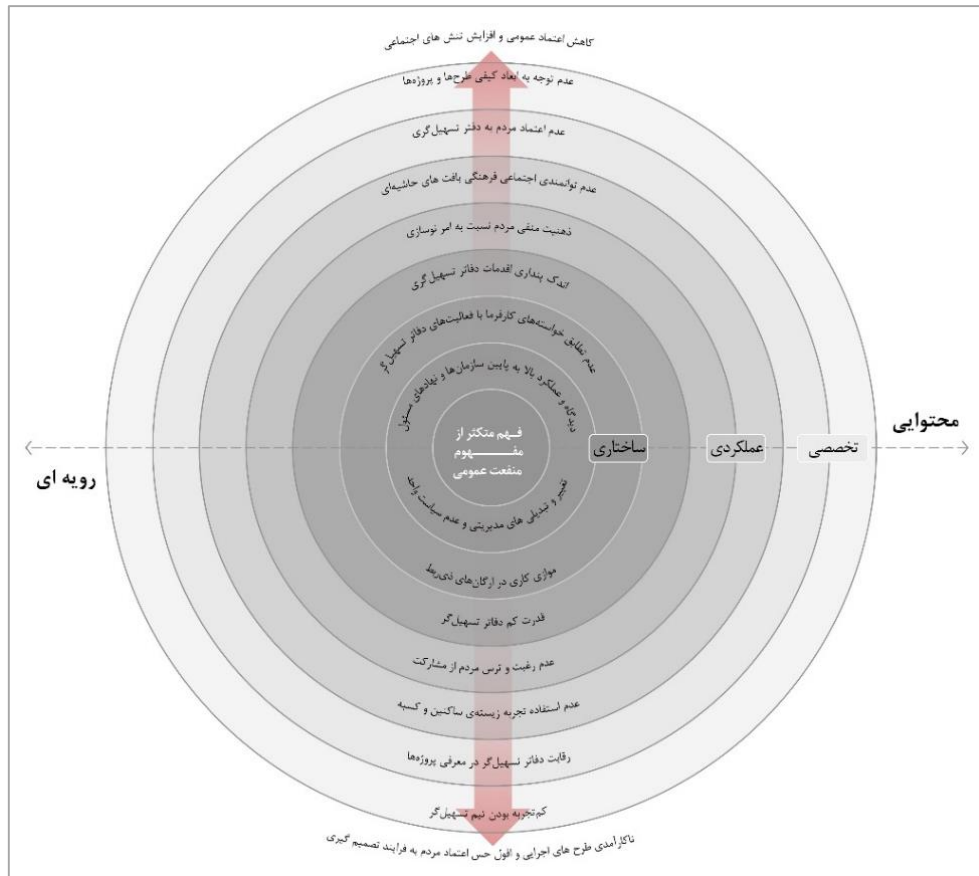 کاهش اعتماد عمومی و افزایش تنش های اجتماعی
عدم توجه به ابعاد کیفی طرح‌ها و پروژه‌ها
عدم اعتماد مردم به دفتر تسهیل‌گری
عدم توانمندی اجتماعی فرهنگی بافت های حاشیه‌ای
ذهنیت منفی مردم نسبت به امر نوسازی
اندک پنداری اقدمات دفاتر تسهیل‌گری
عدم تطابق خواسته‌های کارفرما با فعالیت‌های دفاتر تسهیل‌گر
دیدگاه و عملکرد بالا به پایین سازمان‌ها و نهادهای مسئول
محتوایی
تخصصی
عملکردی
ساختاری
فهم متکثر از
مفهوم
منفعت عمومی
رویه ای
تغییر و تبدیلی های مدیریتی و عدم سیاست واحد
موازی کاری در ارگان‌های ذی‌ربط
قدرت کم دفاتر تسهیل‌گر
عدم رغبت و ترس مردم از مشارکت
عدم استفاده تجربه زیسته‌ی ساکنین و کسبه
رقابت دفاتر تسهیل‌گر در معرفی پروژه‌ها
کم‌تجربه بودن تیم تسهیل‌گر
ناکارآمدی طرح های اجرایی و افول حس اعتماد مردم به فرایند تصمیم گیری